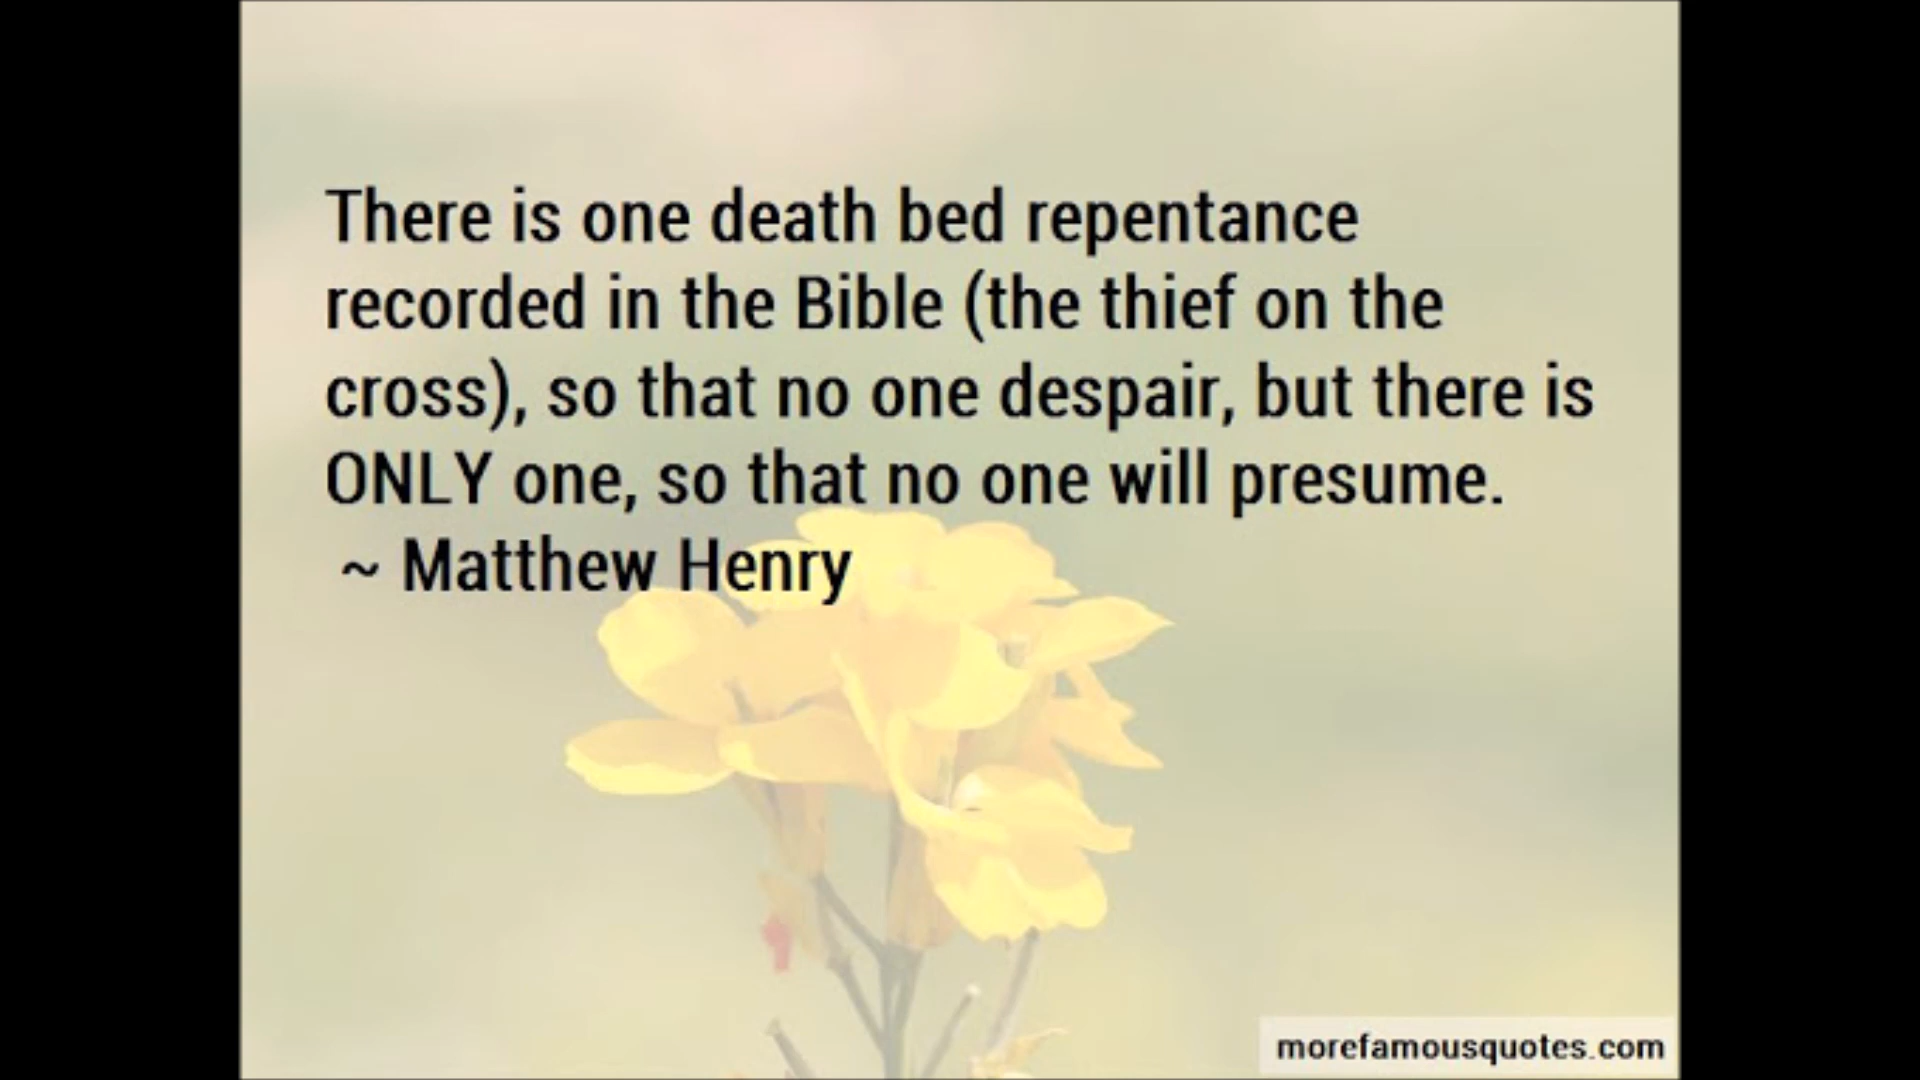 There is one death bed repentance
recorded in the Bible (the thief on the
cross), so that no one despair, but there is
ONLY one, so that no one will presume.
~ Matthew Henry
morefamousquotes.com